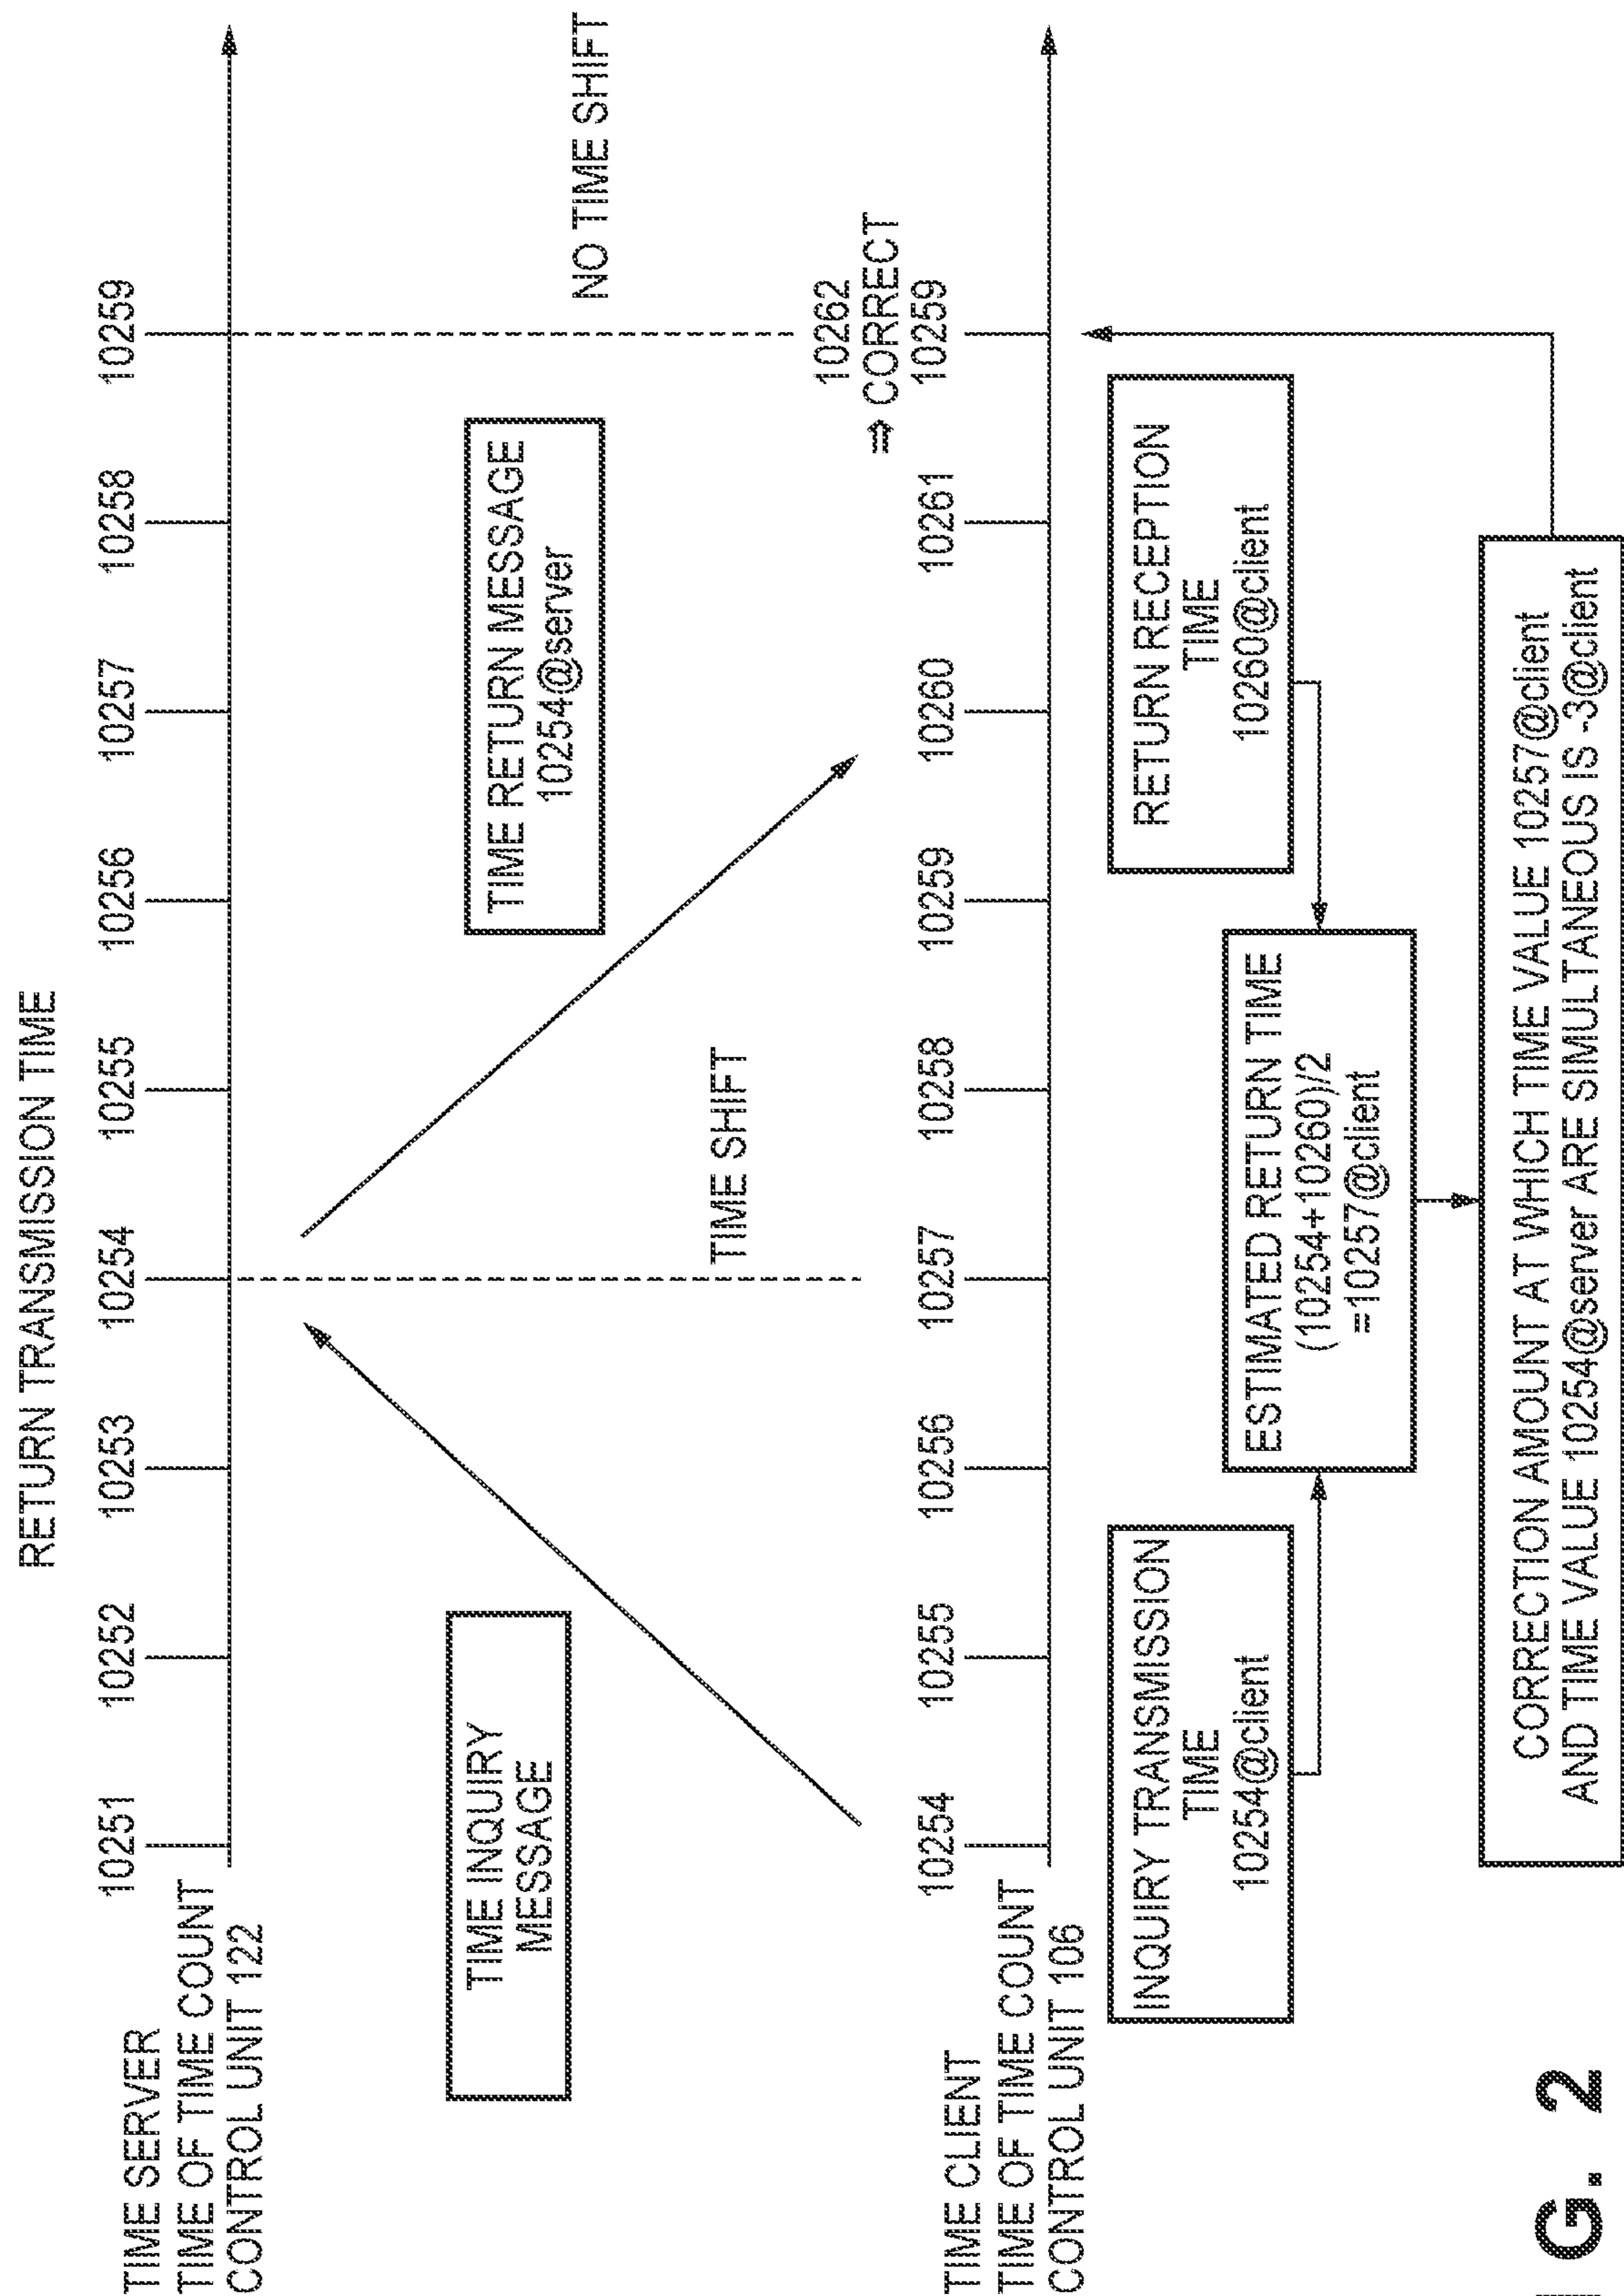 RETURN TRANSMISSION TIME
TIME SERVER
TIME OF TIME COUNT
CONTROL UNIT 122
10251 10252 10253 10254 10255 10256 10257 10258 10259
TIME INQUIRY
MESSAGE
TIME RETURN MESSAGE
10254@server
NO TIME SHIFT
TIME SHIFT
10262
⇒ CORRECT
TIME CLIENT
TIME OF TIME COUNT
CONTROL UNIT 106
10254 10255 10256 10257 10258 10259 10260 10261 10259
INQUIRY TRANSMISSION
TIME
10254@client
RETURN RECEPTION
TIME
10260@client
ESTIMATED RETURN TIME
(10254+10260)/2
=10257@client
CORRECTION AMOUNT AT WHICH TIME VALUE 10257@client
AND TIME VALUE 10254@server ARE SIMULTANEOUS IS -3@client
G. 2